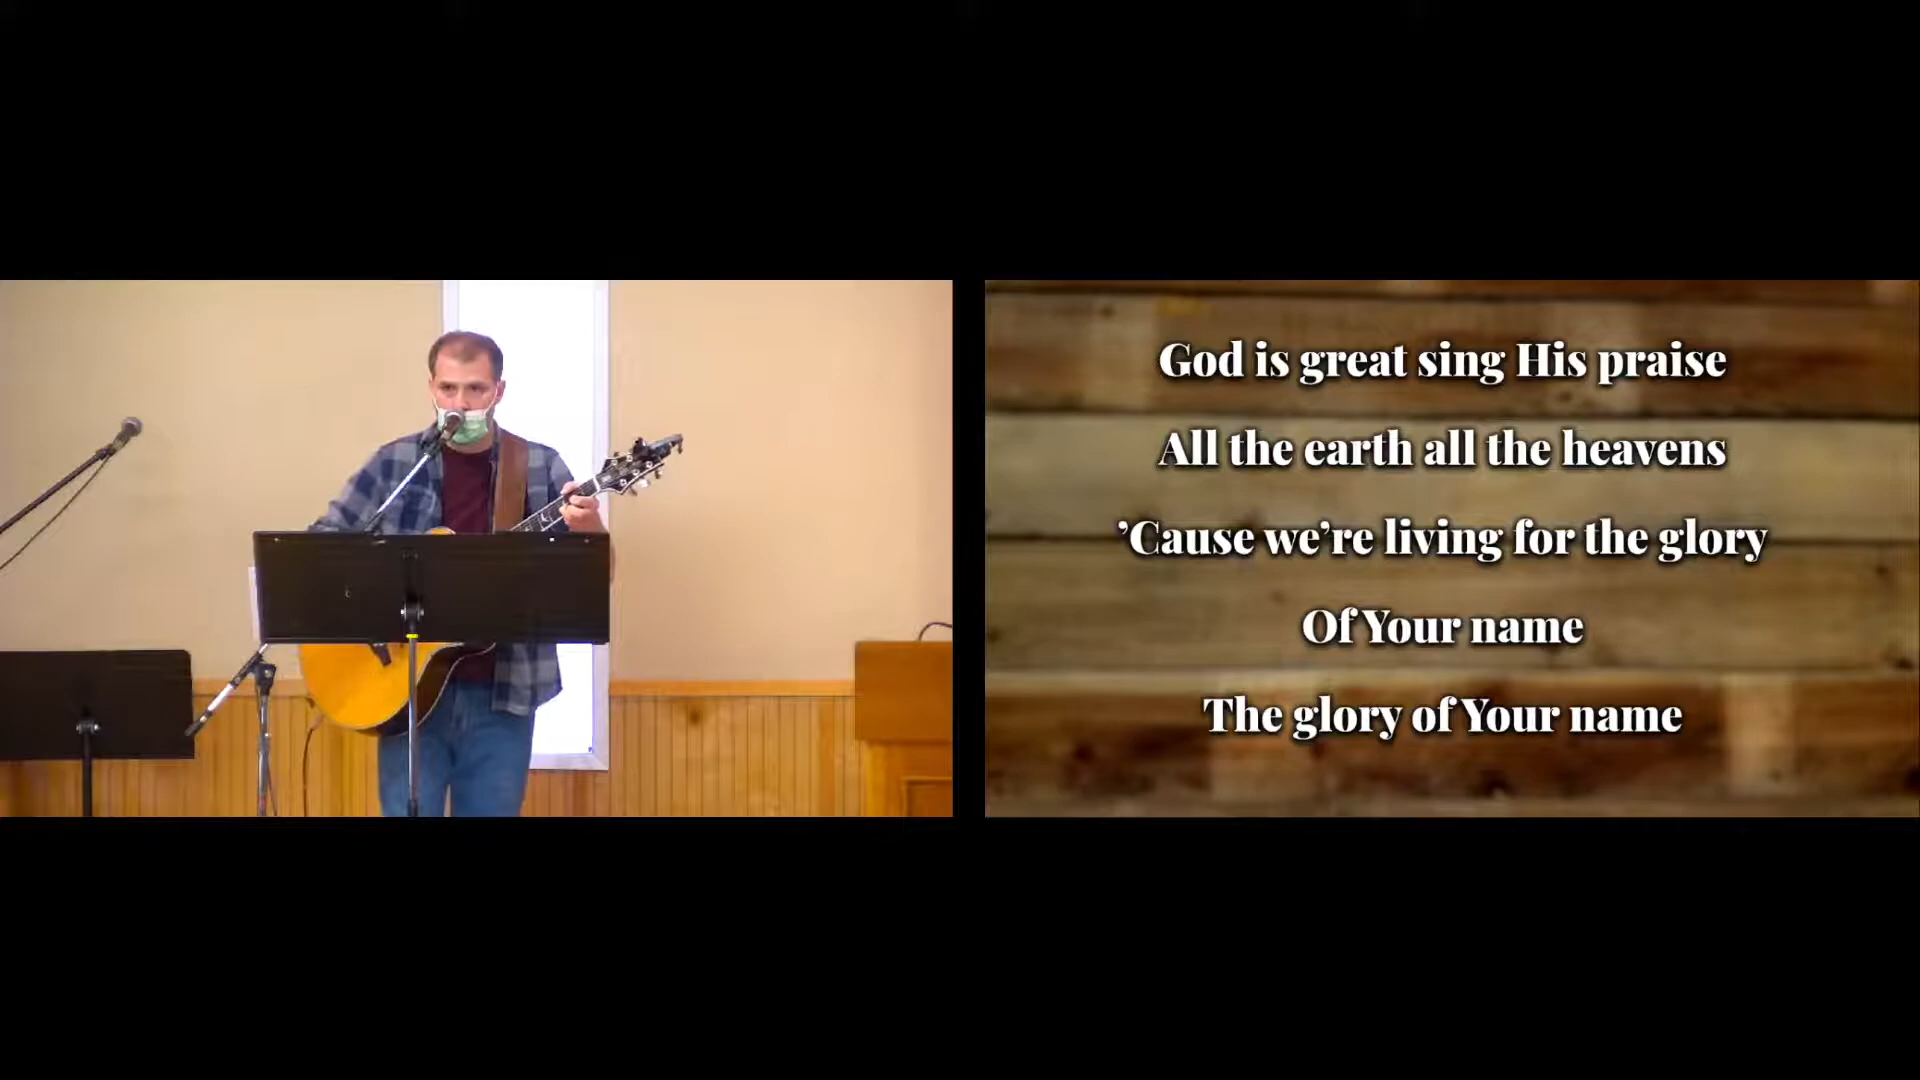 God is great sing His praise
All the earth all the heavens
’Cause we’re living for the glory
Of Your name
The glory of Your name